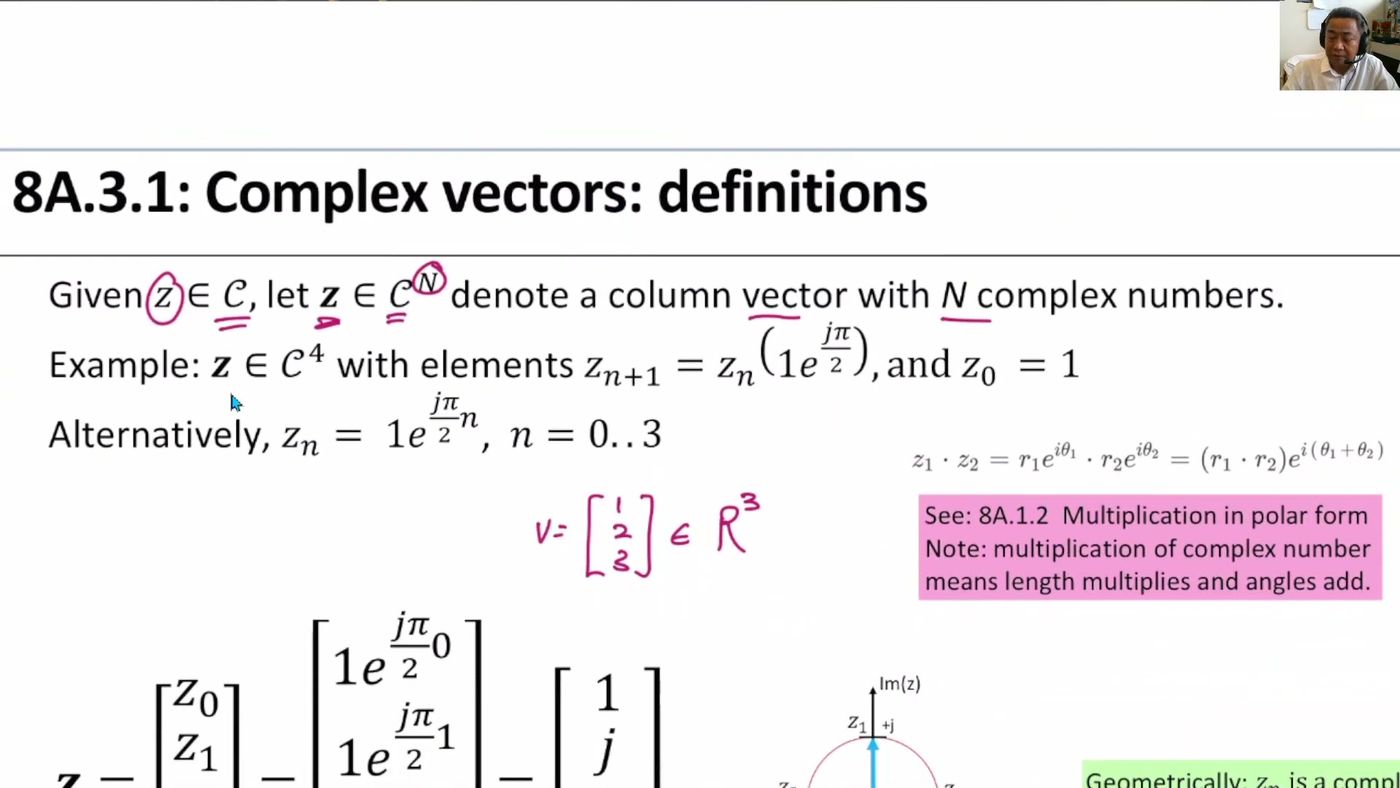 8A.3.1: Complex vectors: definitions
Given z ∈ 𝒞, let 𝒛 ∈ 𝒞^N denote a column vector with N complex numbers.
Example: 𝒛 ∈ 𝒞^4 with elements z_{n+1} = z_n(1e^{jπ/2}), and z_0 = 1
Alternatively, z_n = 1e^{(jπ/2)n}, n = 0..3
z_1 · z_2 = r_1e^{iθ_1} · r_2e^{iθ_2} = (r_1 · r_2)e^{i(θ_1+θ_2)}
See: 8A.1.2 Multiplication in polar form
Note: multiplication of complex number
means length multiplies and angles add.
V = [1 2 3] ∈ R^3
z_0
z_1
1e^{(jπ/2)0}
1e^{(jπ/2)1}
1
j
Im(z)
z_1 +j
Geometrically: z_n is a compl